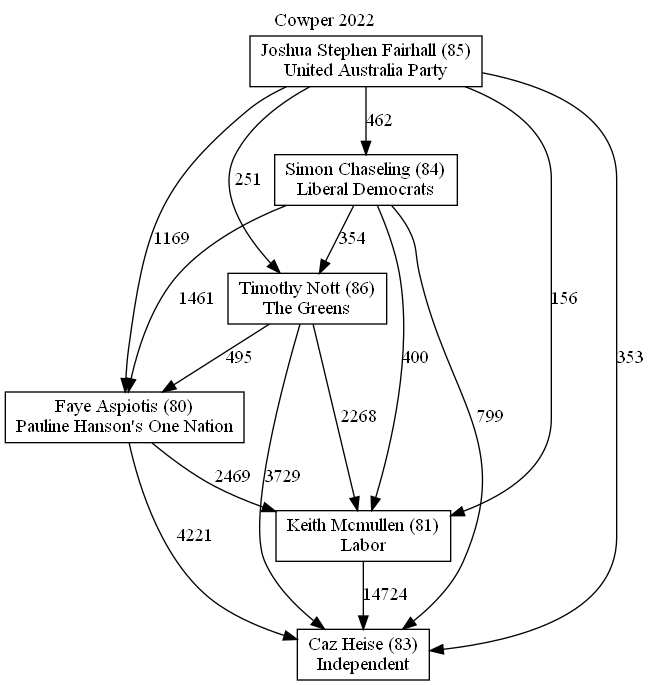 Cowper 2022
Joshua Stephen Fairhall (85)
United Australia Party
462
Simon Chaseling (84)
Liberal Democrats
251
1169
354
1461
Timothy Nott (86)
The Greens
156
353
495
400
Faye Aspiotis (80)
Pauline Hanson's One Nation
2268
799
2469
3729
4221
Keith Mcmullen (81)
Labor
14724
Caz Heise (83)
Independent